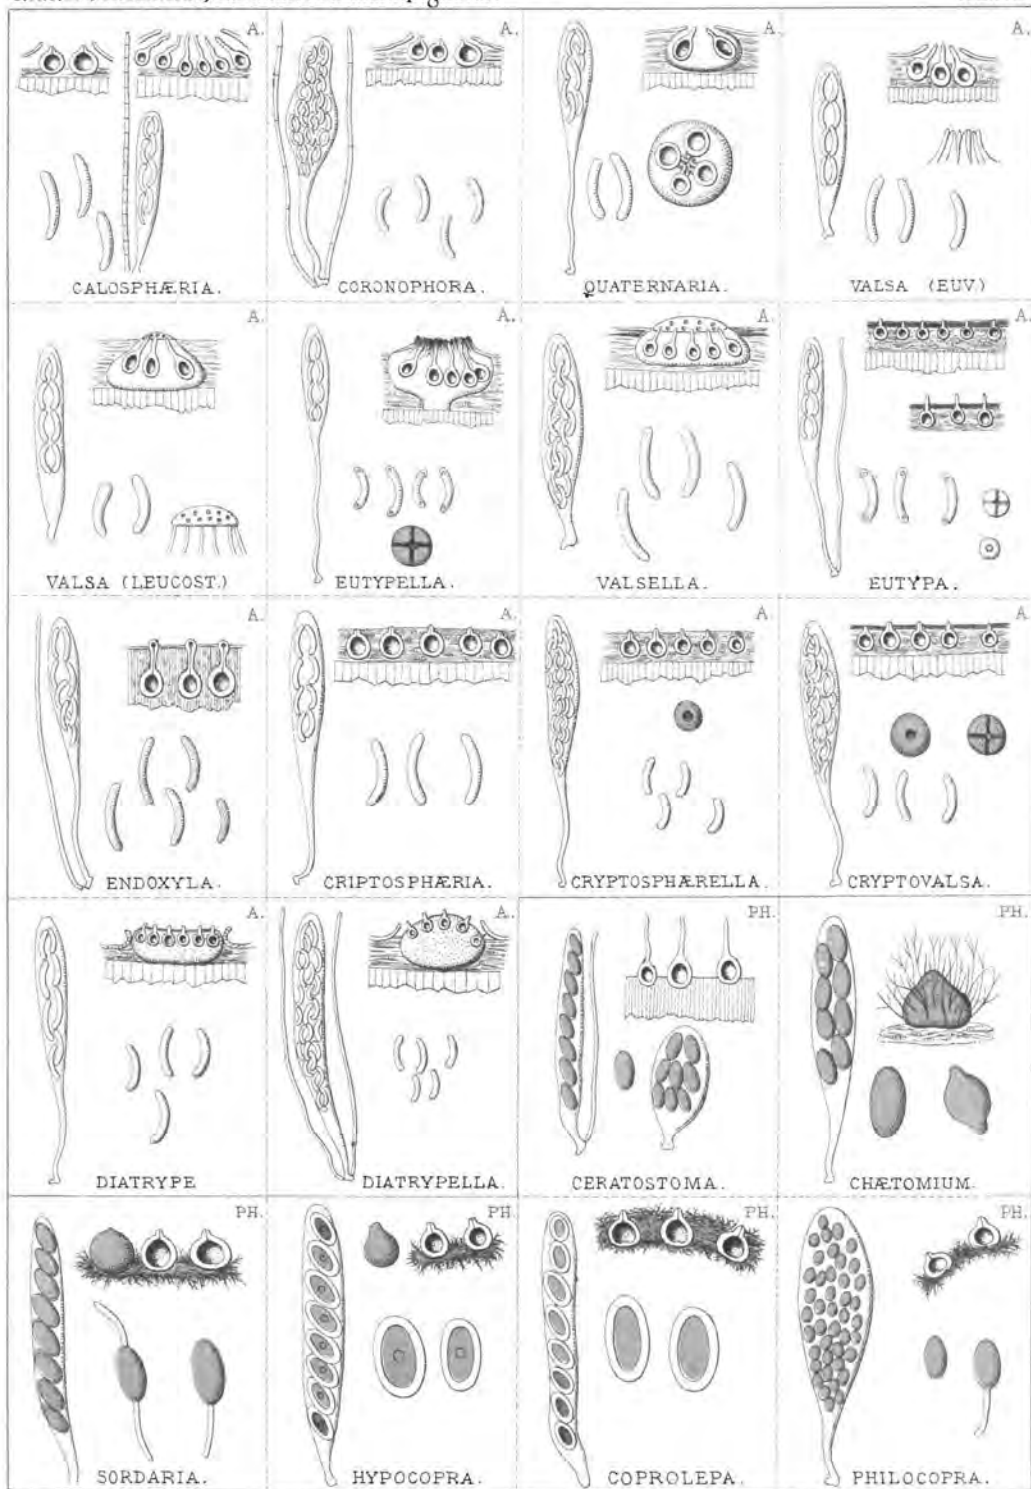 A.
A.
A.
A.
CALOSPHÆRIA.
CORONOPHORA.
QUATERNARIA.
VALSA (EUV.)
A.
A.
A.
A.
VALSA (LEUCOST.)
EUTYPELLA.
VALSELLA.
EUTYPA.
A.
A.
A.
A.
ENDOXYLA.
CRIPTOSPHÆRIA.
CRYPTOSPHÆRELLA.
CRYPTOVALSA.
A.
A.
PH.
PH.
DIATRYPE
DIATRYPELLA.
CERATOSTOMA.
CHÆTOMIUM.
PH.
PH.
PH.
PH.
SORDARIA.
HYPOCOPRA.
COPROLEPA.
PHILOCOPRA.